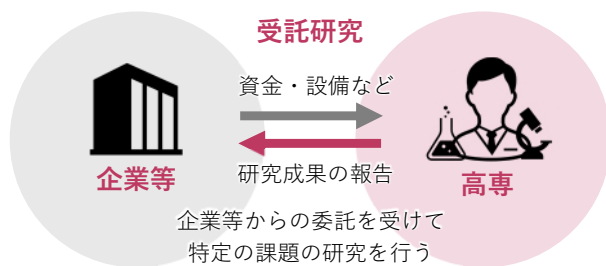 受託研究
資金・設備など
企業等
研究成果の報告
高専
企業等からの委託を受けて
特定の課題の研究を行う